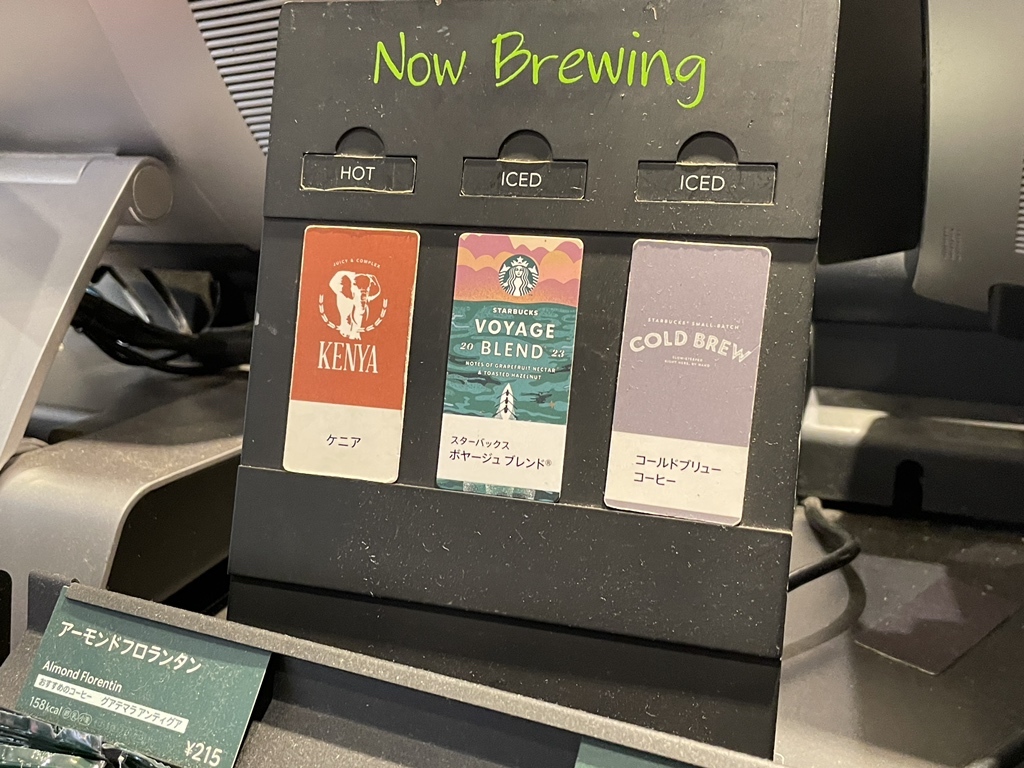 Now Brewing
HOT
ICED
ICED
JUICY & COMPLEX
KENYA
ケニア
STARBUCKS
VOYAGE
2023
BLEND
NOTES OF GRAPEFRUIT NECTAR
& TOASTED HAZELNUT
スターバックス
ボヤージュ ブレンド®
STARBUCKS® SMALL-BATCH
COLD BREW
コールドブリュー
コーヒー
アーモンドフロランタン
Almond Florentin
おすすめのコーヒー グアテマラ アンティグア
158kcal
¥215